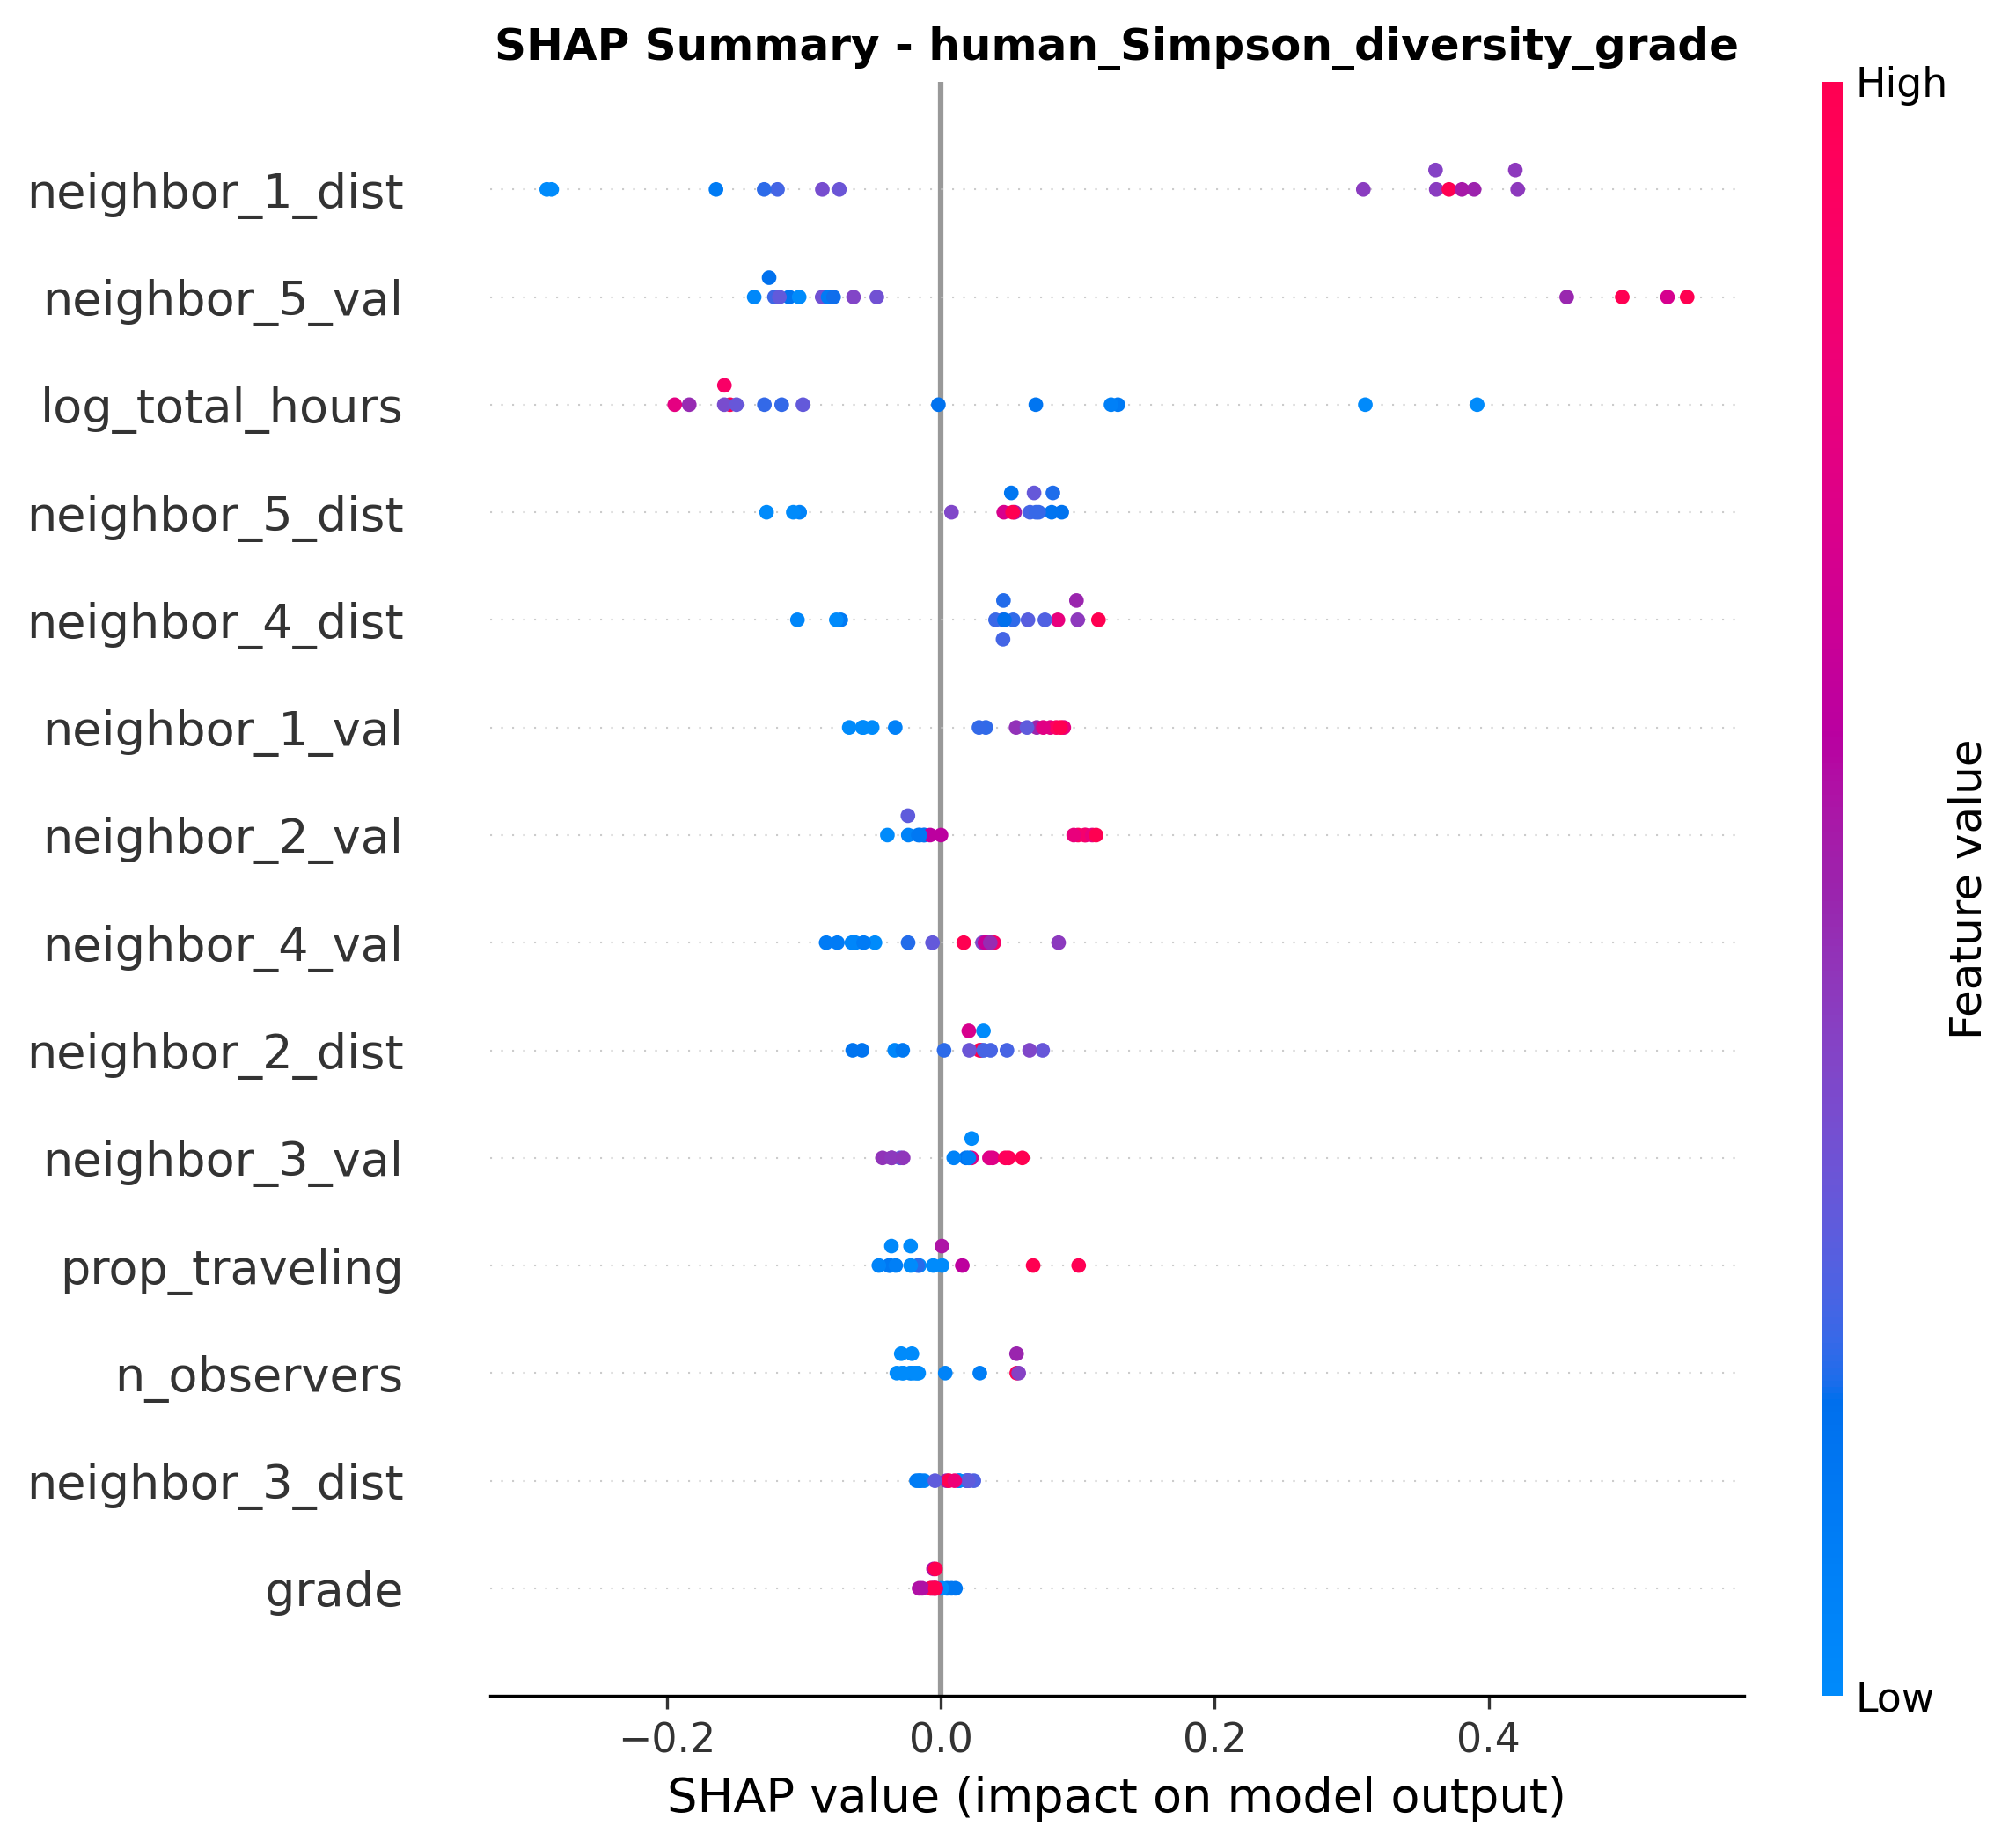 SHAP Summary - human_Simpson_diversity_grade
High
neighbor_1_dist
neighbor_5_val
log_total_hours
neighbor_5_dist
neighbor_4_dist
neighbor_1_val
neighbor_2_val
neighbor_4_val
neighbor_2_dist
neighbor_3_val
prop_traveling
n_observers
neighbor_3_dist
grade
Feature value
Low
−0.2 0.0 0.2 0.4
SHAP value (impact on model output)